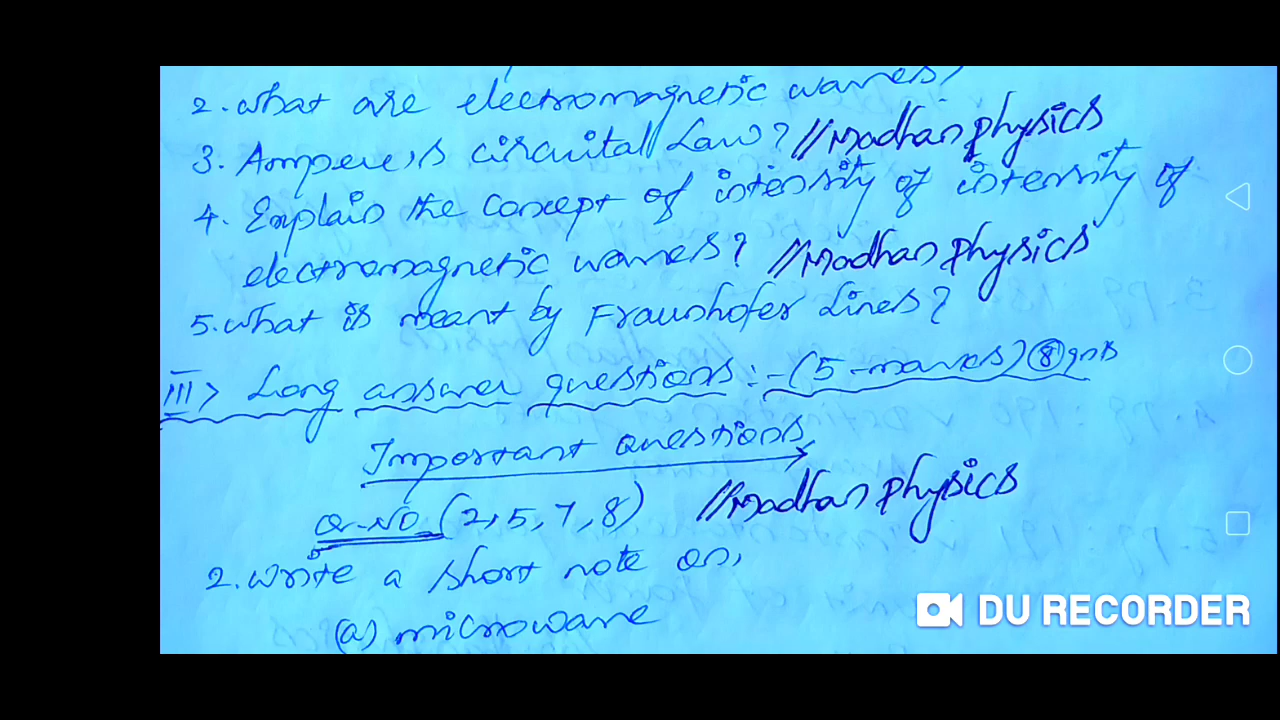 2. What are electromagnetic waves?
3. Ampere's circuital Law? //Madhan physics
4. Explain the concept of intensity of intensity of
electromagnetic waves? //Madhan physics
5. What is meant by Fraunhofer Lines?
III> Long answer questions:-(5-marks) (8) qns
Important questions
Q-NO (2,5,7,8) //Madhan physics
2. Write a short note on,
(a) microwave
DU RECORDER